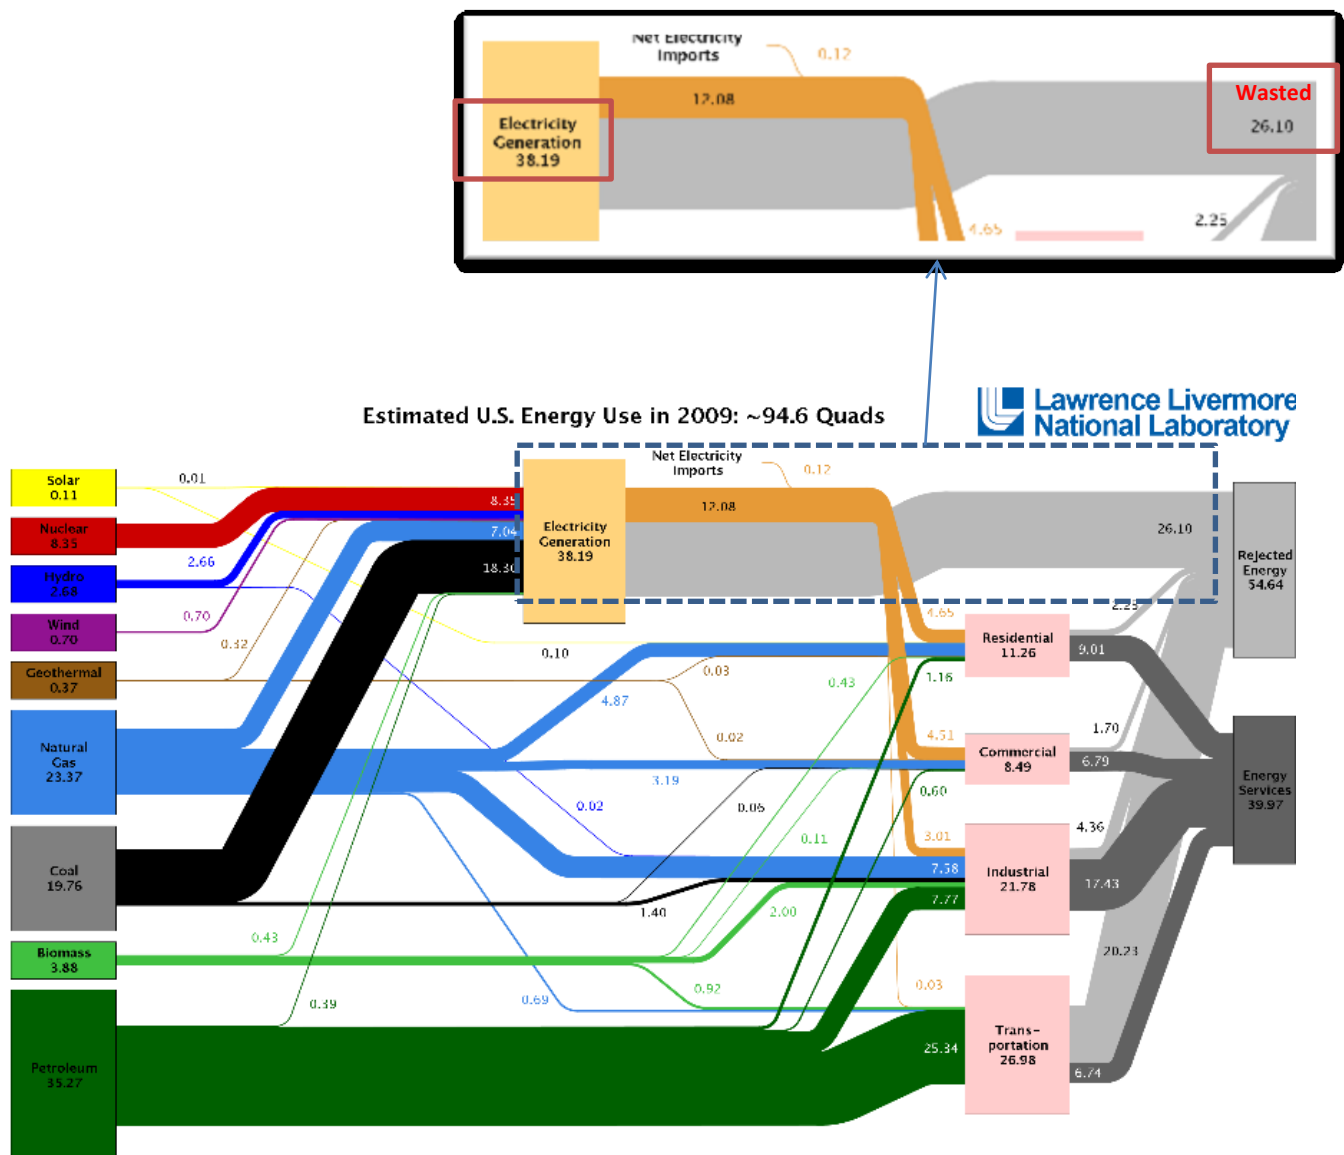 Net Electricity
Imports
0.12
12.08
Wasted
26.10
Electricity
Generation
38.19
4.65
2.25
Estimated U.S. Energy Use in 2009: ~94.6 Quads
Lawrence Livermore
National Laboratory
Net Electricity
Imports
0.12
Solar
0.11
0.01
8.35
12.08
Nuclear
8.35
7.04
Electricity
Generation
38.19
26.10
Rejected
Energy
54.64
2.66
18.30
Hydro
2.68
0.70
Wind
0.70
0.32
4.65
2.25
Residential
11.26
9.01
0.10
Geothermal
0.37
0.03
0.43
1.16
4.87
Natural
Gas
23.37
0.02
4.51
1.70
Commercial
8.49
6.79
3.19
0.60
Energy
Services
39.97
0.02
0.06
0.11
3.01
4.36
Coal
19.76
7.58
Industrial
21.78
17.43
7.77
1.40
2.00
0.43
Biomass
3.88
20.23
0.39
0.69
0.92
0.03
Trans-
portation
26.98
25.34
6.74
Petroleum
35.27